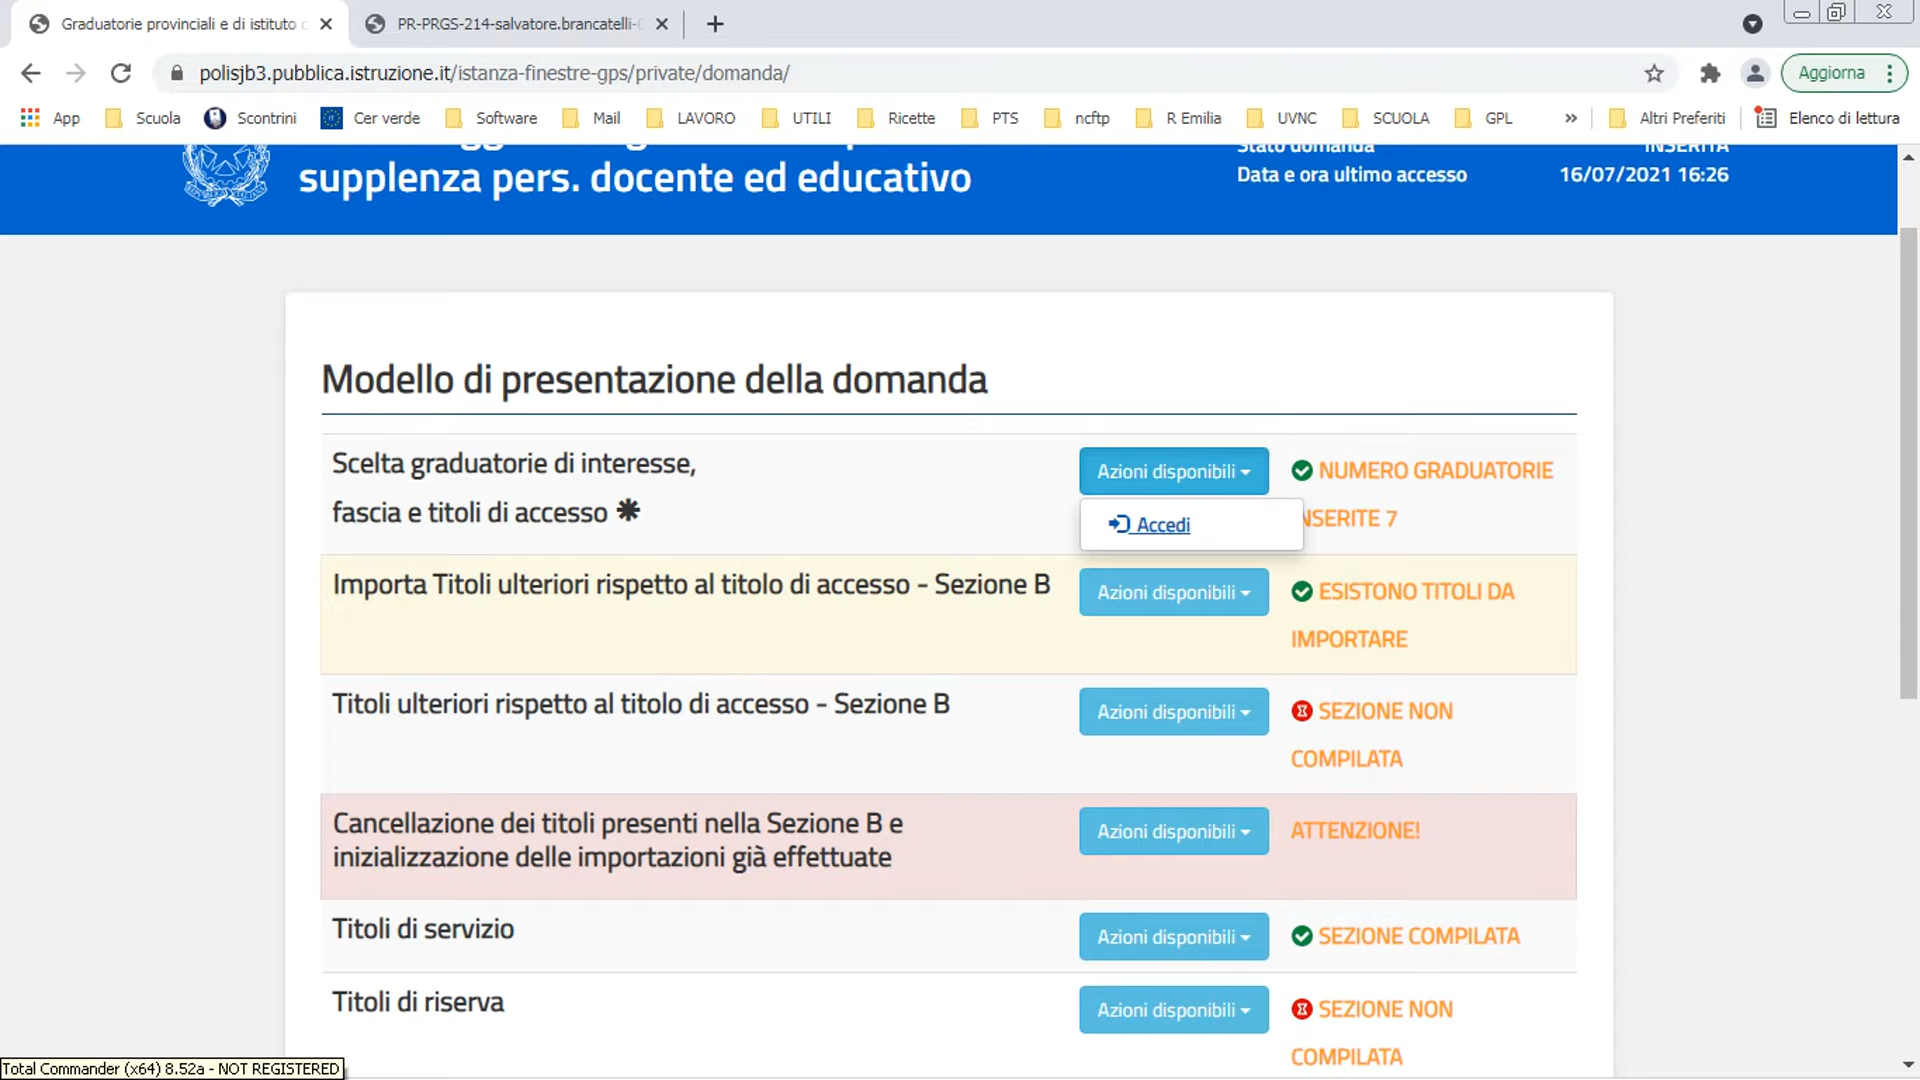 Graduatorie provinciali e di istituto
PR-PRGS-214-salvatore.brancatelli-
polisjb3.pubblica.istruzione.it/istanza-finestre-gps/private/domanda/
Aggiorna
App
Scuola
Scontrini
Cer verde
Software
Mail
LAVORO
UTILI
Ricette
PTS
ncftp
R Emilia
UVNC
SCUOLA
GPL
»
Altri Preferiti
Elenco di lettura
supplenza pers. docente ed educativo
Stato domanda INSERITA
Data e ora ultimo accesso 16/07/2021 16:26
Modello di presentazione della domanda
Scelta graduatorie di interesse,
fascia e titoli di accesso ✱
Azioni disponibili
Accedi
NUMERO GRADUATORIE
NSERITE 7
Importa Titoli ulteriori rispetto al titolo di accesso - Sezione B
Azioni disponibili
ESISTONO TITOLI DA
IMPORTARE
Titoli ulteriori rispetto al titolo di accesso - Sezione B
Azioni disponibili
SEZIONE NON
COMPILATA
Cancellazione dei titoli presenti nella Sezione B e
inizializzazione delle importazioni già effettuate
Azioni disponibili
ATTENZIONE!
Titoli di servizio
Azioni disponibili
SEZIONE COMPILATA
Titoli di riserva
Azioni disponibili
SEZIONE NON
COMPILATA
Total Commander (x64) 8.52a - NOT REGISTERED